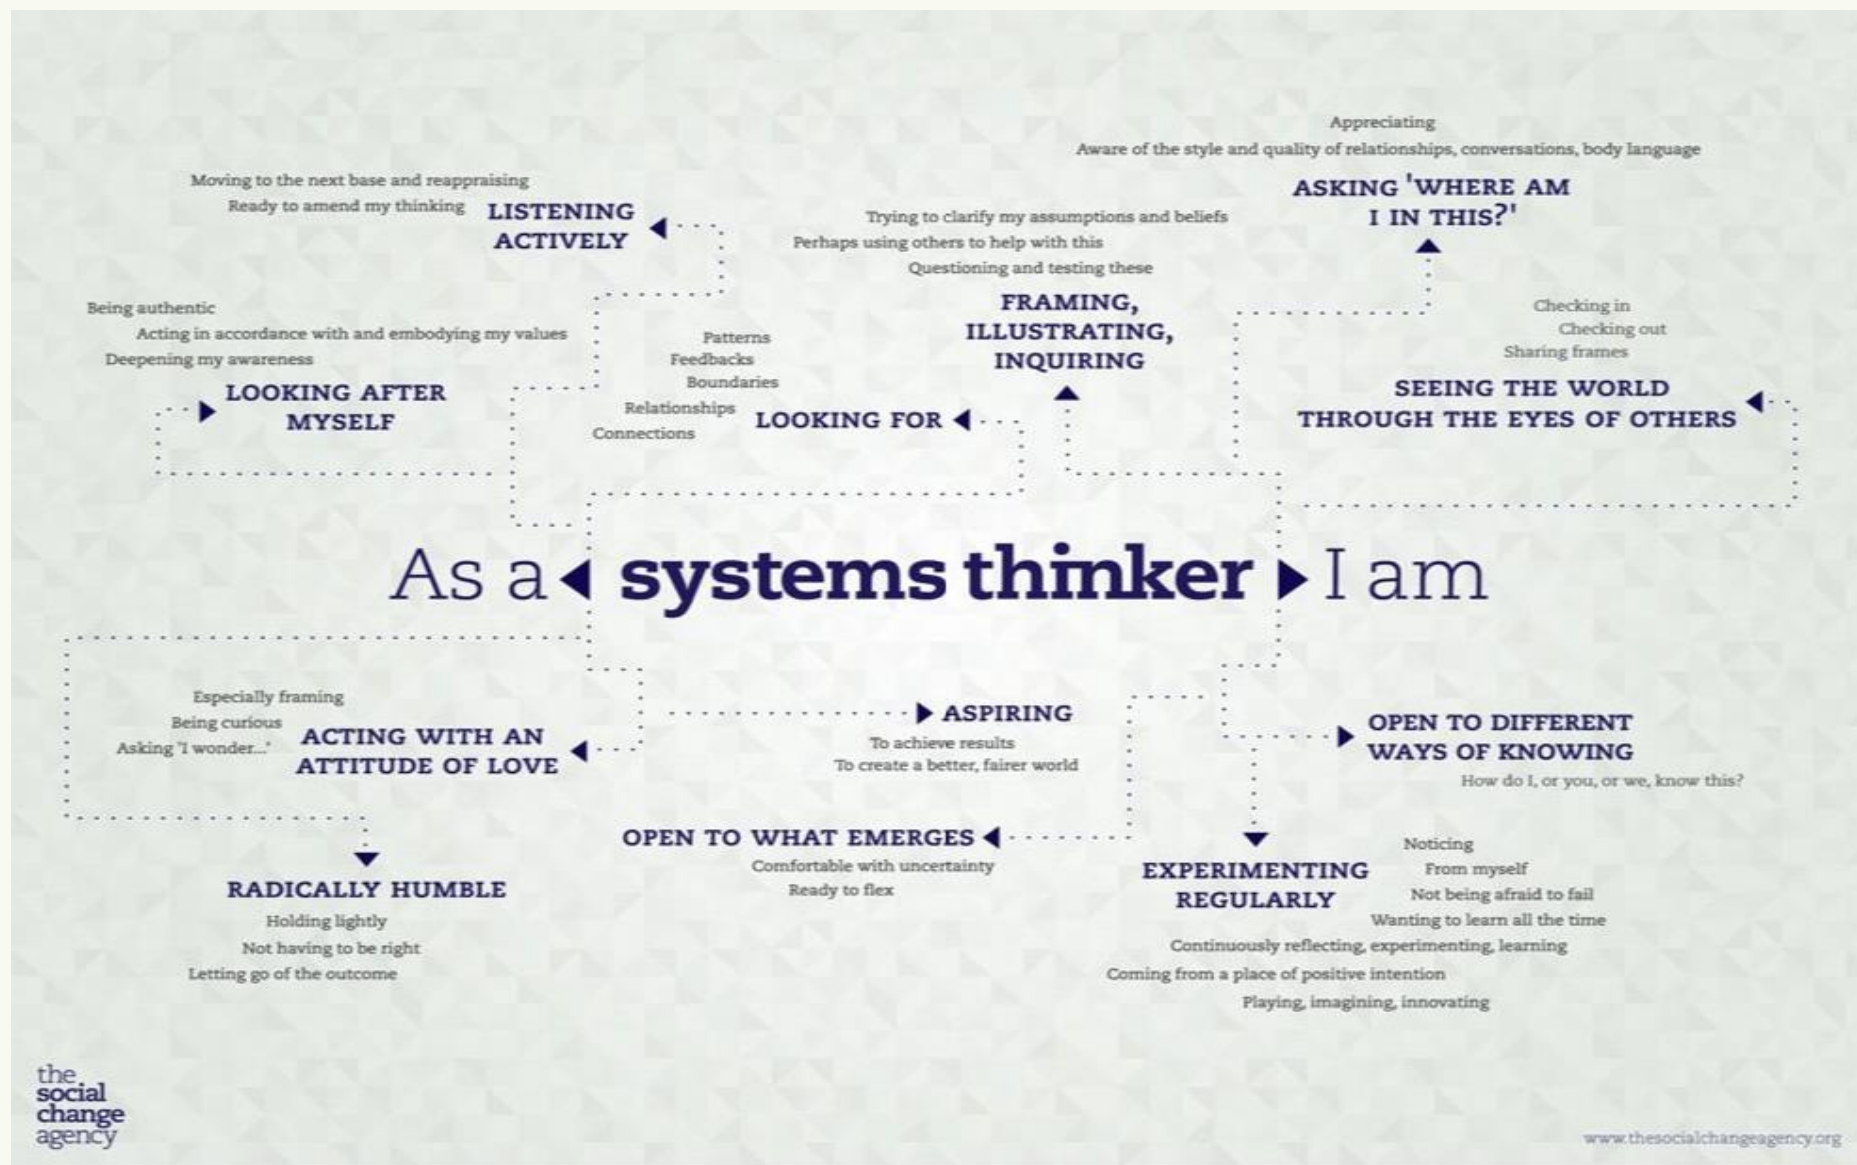 Appreciating
Aware of the style and quality of relationships, conversations, body language
ASKING 'WHERE AM
I IN THIS?'
Moving to the next base and reappraising
Ready to amend my thinking
LISTENING
ACTIVELY
Trying to clarify my assumptions and beliefs
Perhaps using others to help with this
Questioning and testing these
FRAMING,
ILLUSTRATING,
INQUIRING
Being authentic
Acting in accordance with and embodying my values
Deepening my awareness
LOOKING AFTER
MYSELF
Patterns
Feedbacks
Boundaries
Relationships
Connections
LOOKING FOR
Checking in
Checking out
Sharing frames
SEEING THE WORLD
THROUGH THE EYES OF OTHERS
As a systems thinker I am
Especially framing
Being curious
Asking "I wonder..."
ACTING WITH AN
ATTITUDE OF LOVE
ASPIRING
To achieve results
To create a better, fairer world
OPEN TO DIFFERENT
WAYS OF KNOWING
How do I, or you, or we, know this?
OPEN TO WHAT EMERGES
Comfortable with uncertainty
Ready to flex
RADICALLY HUMBLE
Holding lightly
Not having to be right
Letting go of the outcome
EXPERIMENTING
REGULARLY
Noticing
From myself
Not being afraid to fail
Wanting to learn all the time
Continuously reflecting, experimenting, learning
Coming from a place of positive intention
Playing, imagining, innovating
the
social
change
agency
www.thesocialchangeagency.org